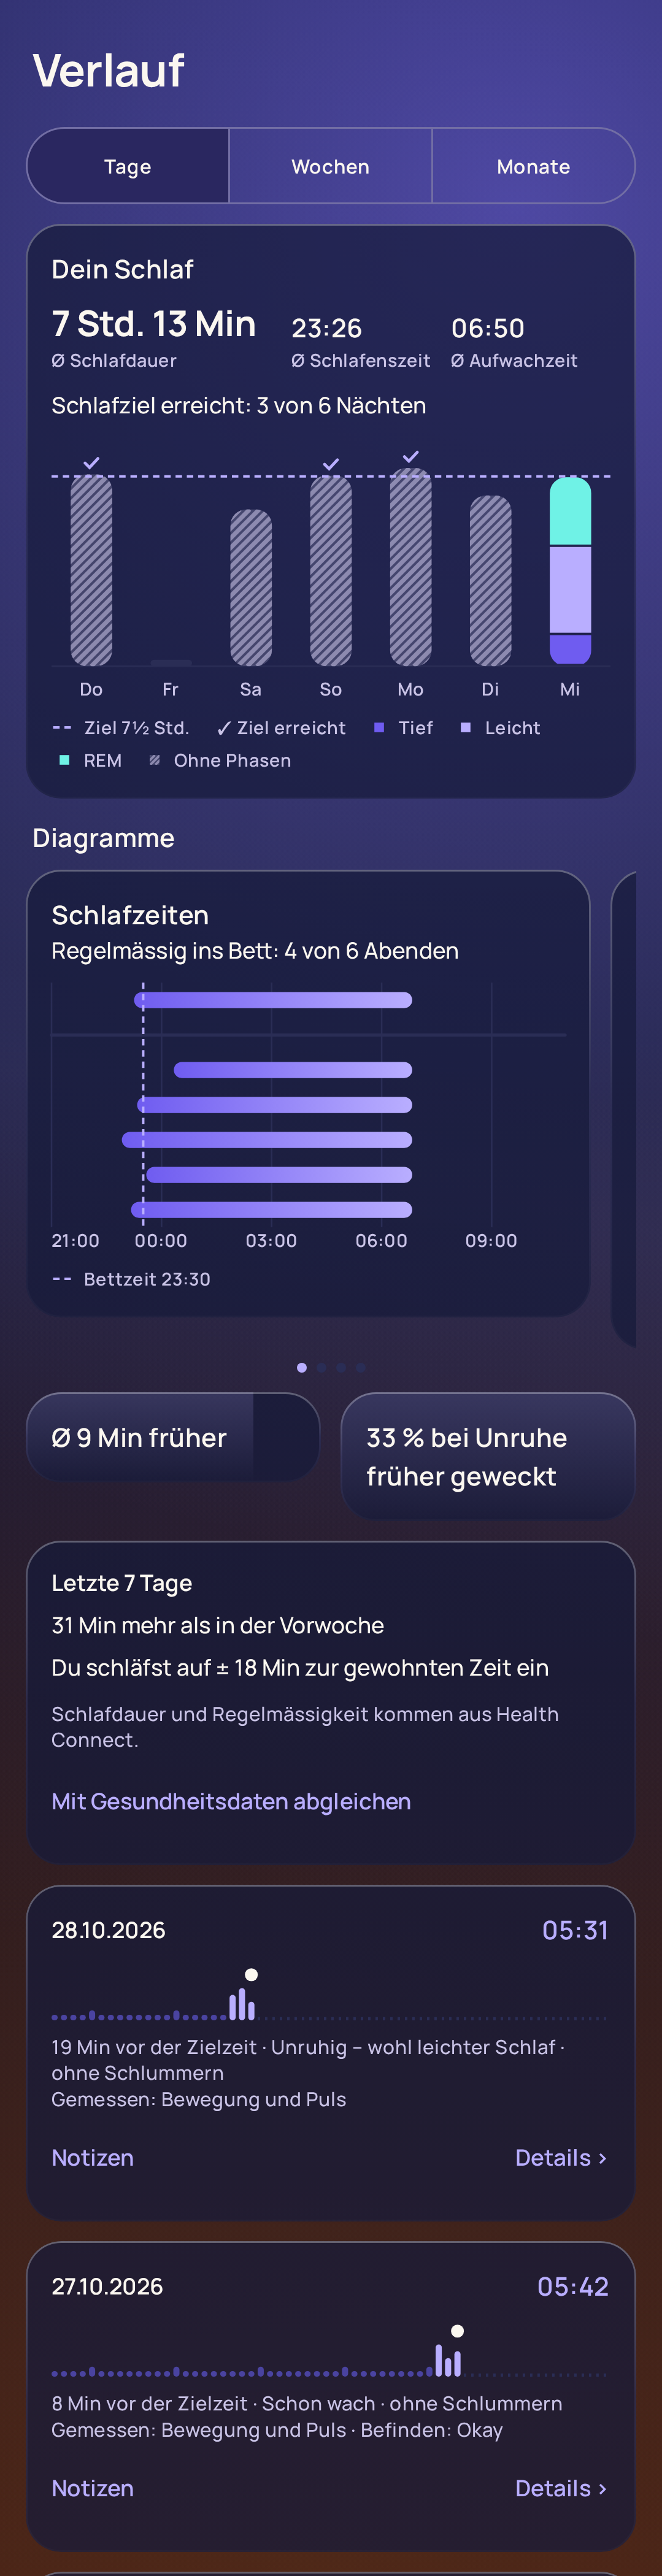 Verlauf
Tage Wochen Monate
Dein Schlaf
7 Std. 13 Min 23:26 06:50
Ø Schlafdauer Ø Schlafenszeit Ø Aufwachzeit
Schlafziel erreicht: 3 von 6 Nächten
Do Fr Sa So Mo Di Mi
Ziel 7½ Std. ✓ Ziel erreicht Tief Leicht
REM Ohne Phasen
Diagramme
Schlafzeiten
Regelmässig ins Bett: 4 von 6 Abenden
21:00 00:00 03:00 06:00 09:00
Bettzeit 23:30
Ø 9 Min früher
33 % bei Unruhe
früher geweckt
Letzte 7 Tage
31 Min mehr als in der Vorwoche
Du schläfst auf ± 18 Min zur gewohnten Zeit ein
Schlafdauer und Regelmässigkeit kommen aus Health
Connect.
Mit Gesundheitsdaten abgleichen
28.10.2026 05:31
19 Min vor der Zielzeit · Unruhig – wohl leichter Schlaf ·
ohne Schlummern
Gemessen: Bewegung und Puls
Notizen Details ›
27.10.2026 05:42
8 Min vor der Zielzeit · Schon wach · ohne Schlummern
Gemessen: Bewegung und Puls · Befinden: Okay
Notizen Details ›